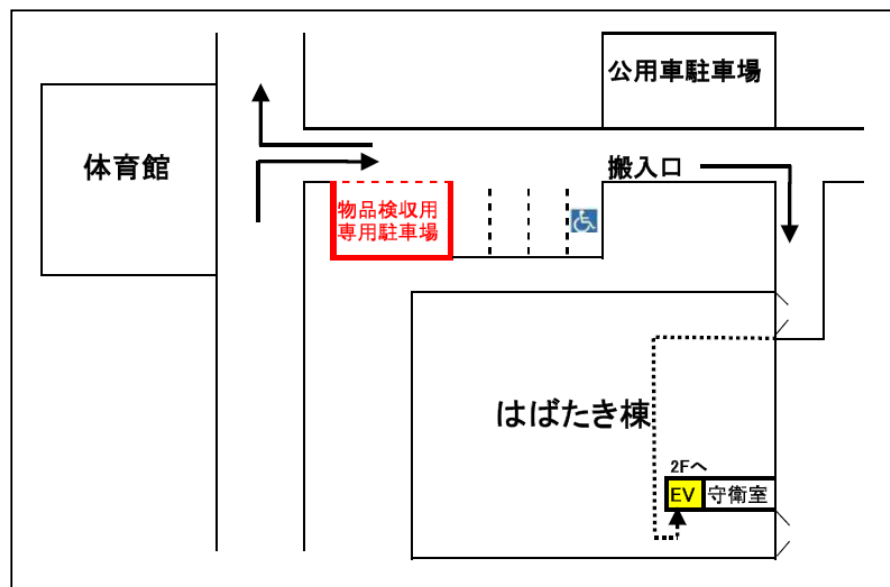 公用車駐車場
体育館
搬入口
物品検収用
専用駐車場
はばたき棟
2Fへ
EV
守衛室